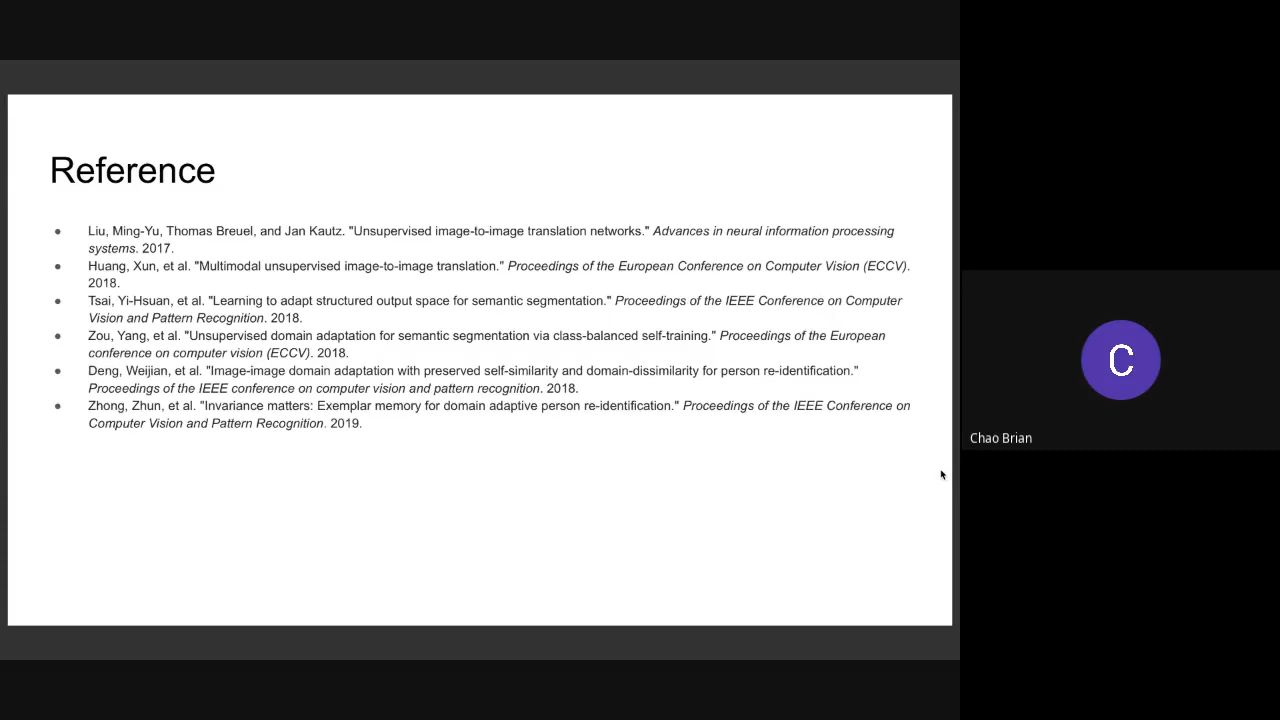 Reference
● Liu, Ming-Yu, Thomas Breuel, and Jan Kautz. "Unsupervised image-to-image translation networks." Advances in neural information processing
systems. 2017.
● Huang, Xun, et al. "Multimodal unsupervised image-to-image translation." Proceedings of the European Conference on Computer Vision (ECCV).
2018.
● Tsai, Yi-Hsuan, et al. "Learning to adapt structured output space for semantic segmentation." Proceedings of the IEEE Conference on Computer
Vision and Pattern Recognition. 2018.
● Zou, Yang, et al. "Unsupervised domain adaptation for semantic segmentation via class-balanced self-training." Proceedings of the European
conference on computer vision (ECCV). 2018.
● Deng, Weijian, et al. "Image-image domain adaptation with preserved self-similarity and domain-dissimilarity for person re-identification."
Proceedings of the IEEE conference on computer vision and pattern recognition. 2018.
● Zhong, Zhun, et al. "Invariance matters: Exemplar memory for domain adaptive person re-identification." Proceedings of the IEEE Conference on
Computer Vision and Pattern Recognition. 2019.
C
Chao Brian